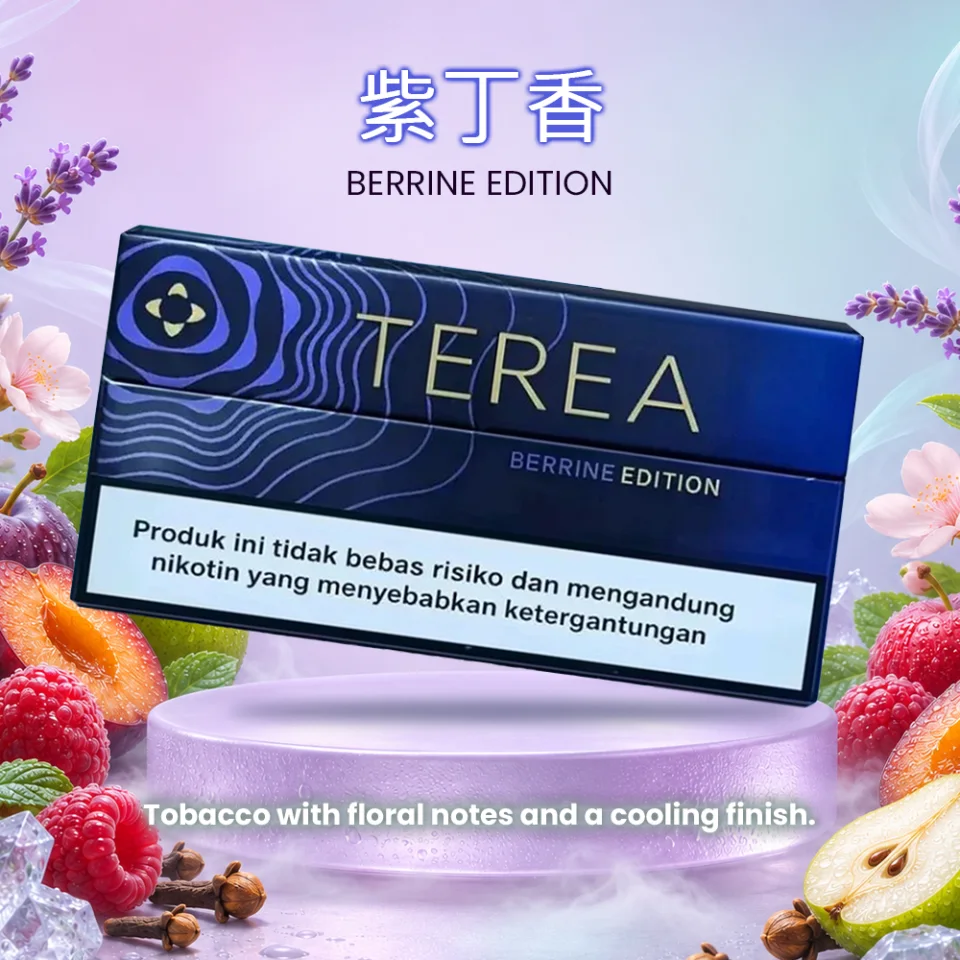 紫丁香
BERRINE EDITION
TEREA
BERRINE EDITION
Produk ini tidak bebas risiko dan mengandung
nikotin yang menyebabkan ketergantungan
Tobacco with floral notes and a cooling finish.